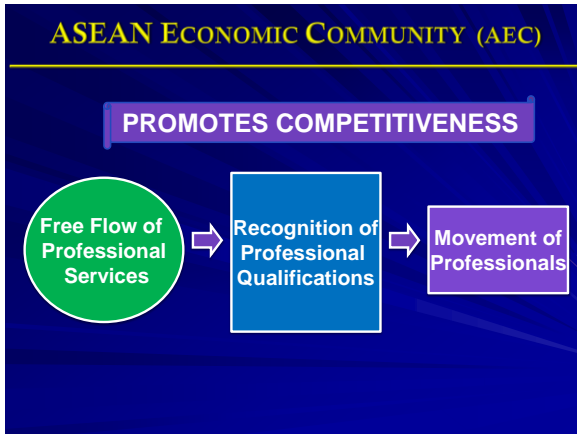 ASEAN ECONOMIC COMMUNITY (AEC)
PROMOTES COMPETITIVENESS
Free Flow of
Professional
Services
Recognition of
Professional
Qualifications
Movement of
Professionals